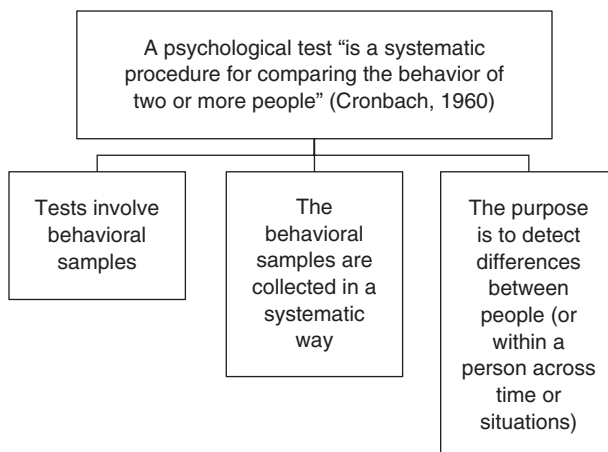 A psychological test “is a systematic
procedure for comparing the behavior of
two or more people” (Cronbach, 1960)
Tests involve
behavioral
samples
The
behavioral
samples are
collected in a
systematic
way
The purpose
is to detect
differences
between
people (or
within a
person across
time or
situations)